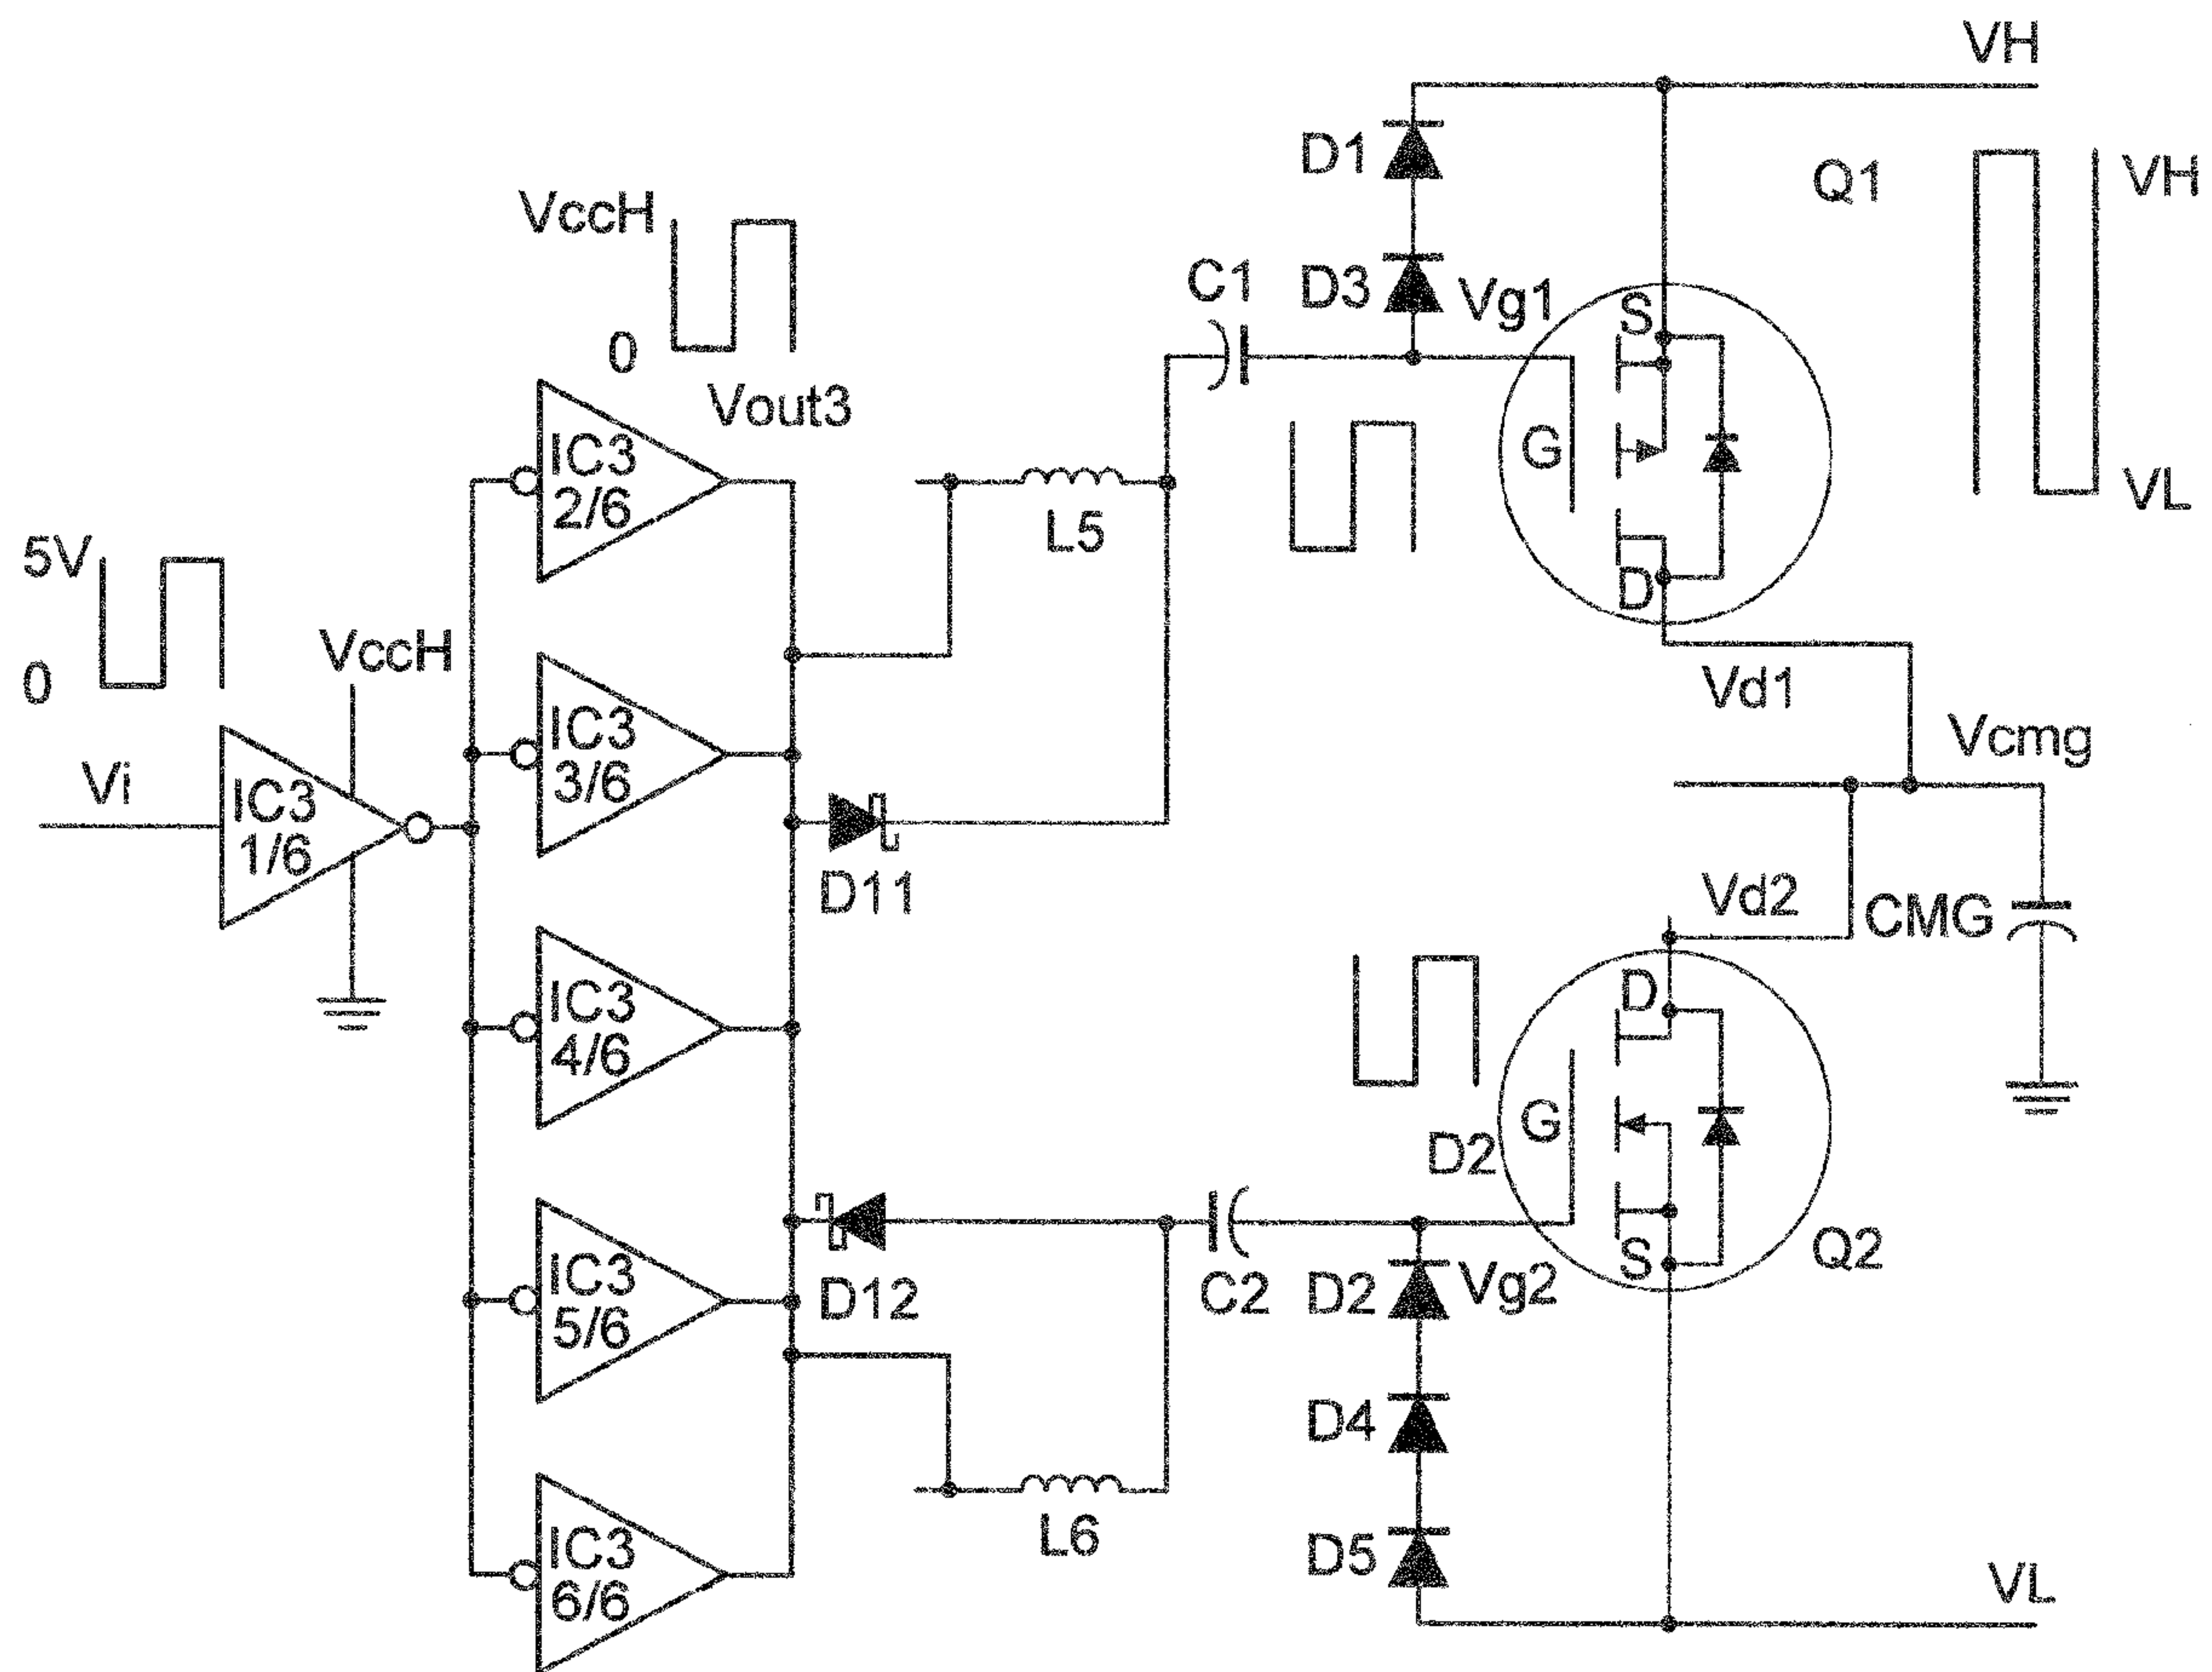 VH
D1
Q1
VH
VccH
0
Vout3
C1
D3
Vg1
S
G
D
VL
IC3
2/6
L5
5V
0
VccH
Vi
IC3
1/6
IC3
3/6
D11
Vd1
Vcmg
Vd2
CMG
IC3
4/6
D
G
D2
S
Q2
IC3
5/6
D12
C2
D2
Vg2
D4
L6
D5
IC3
6/6
VL